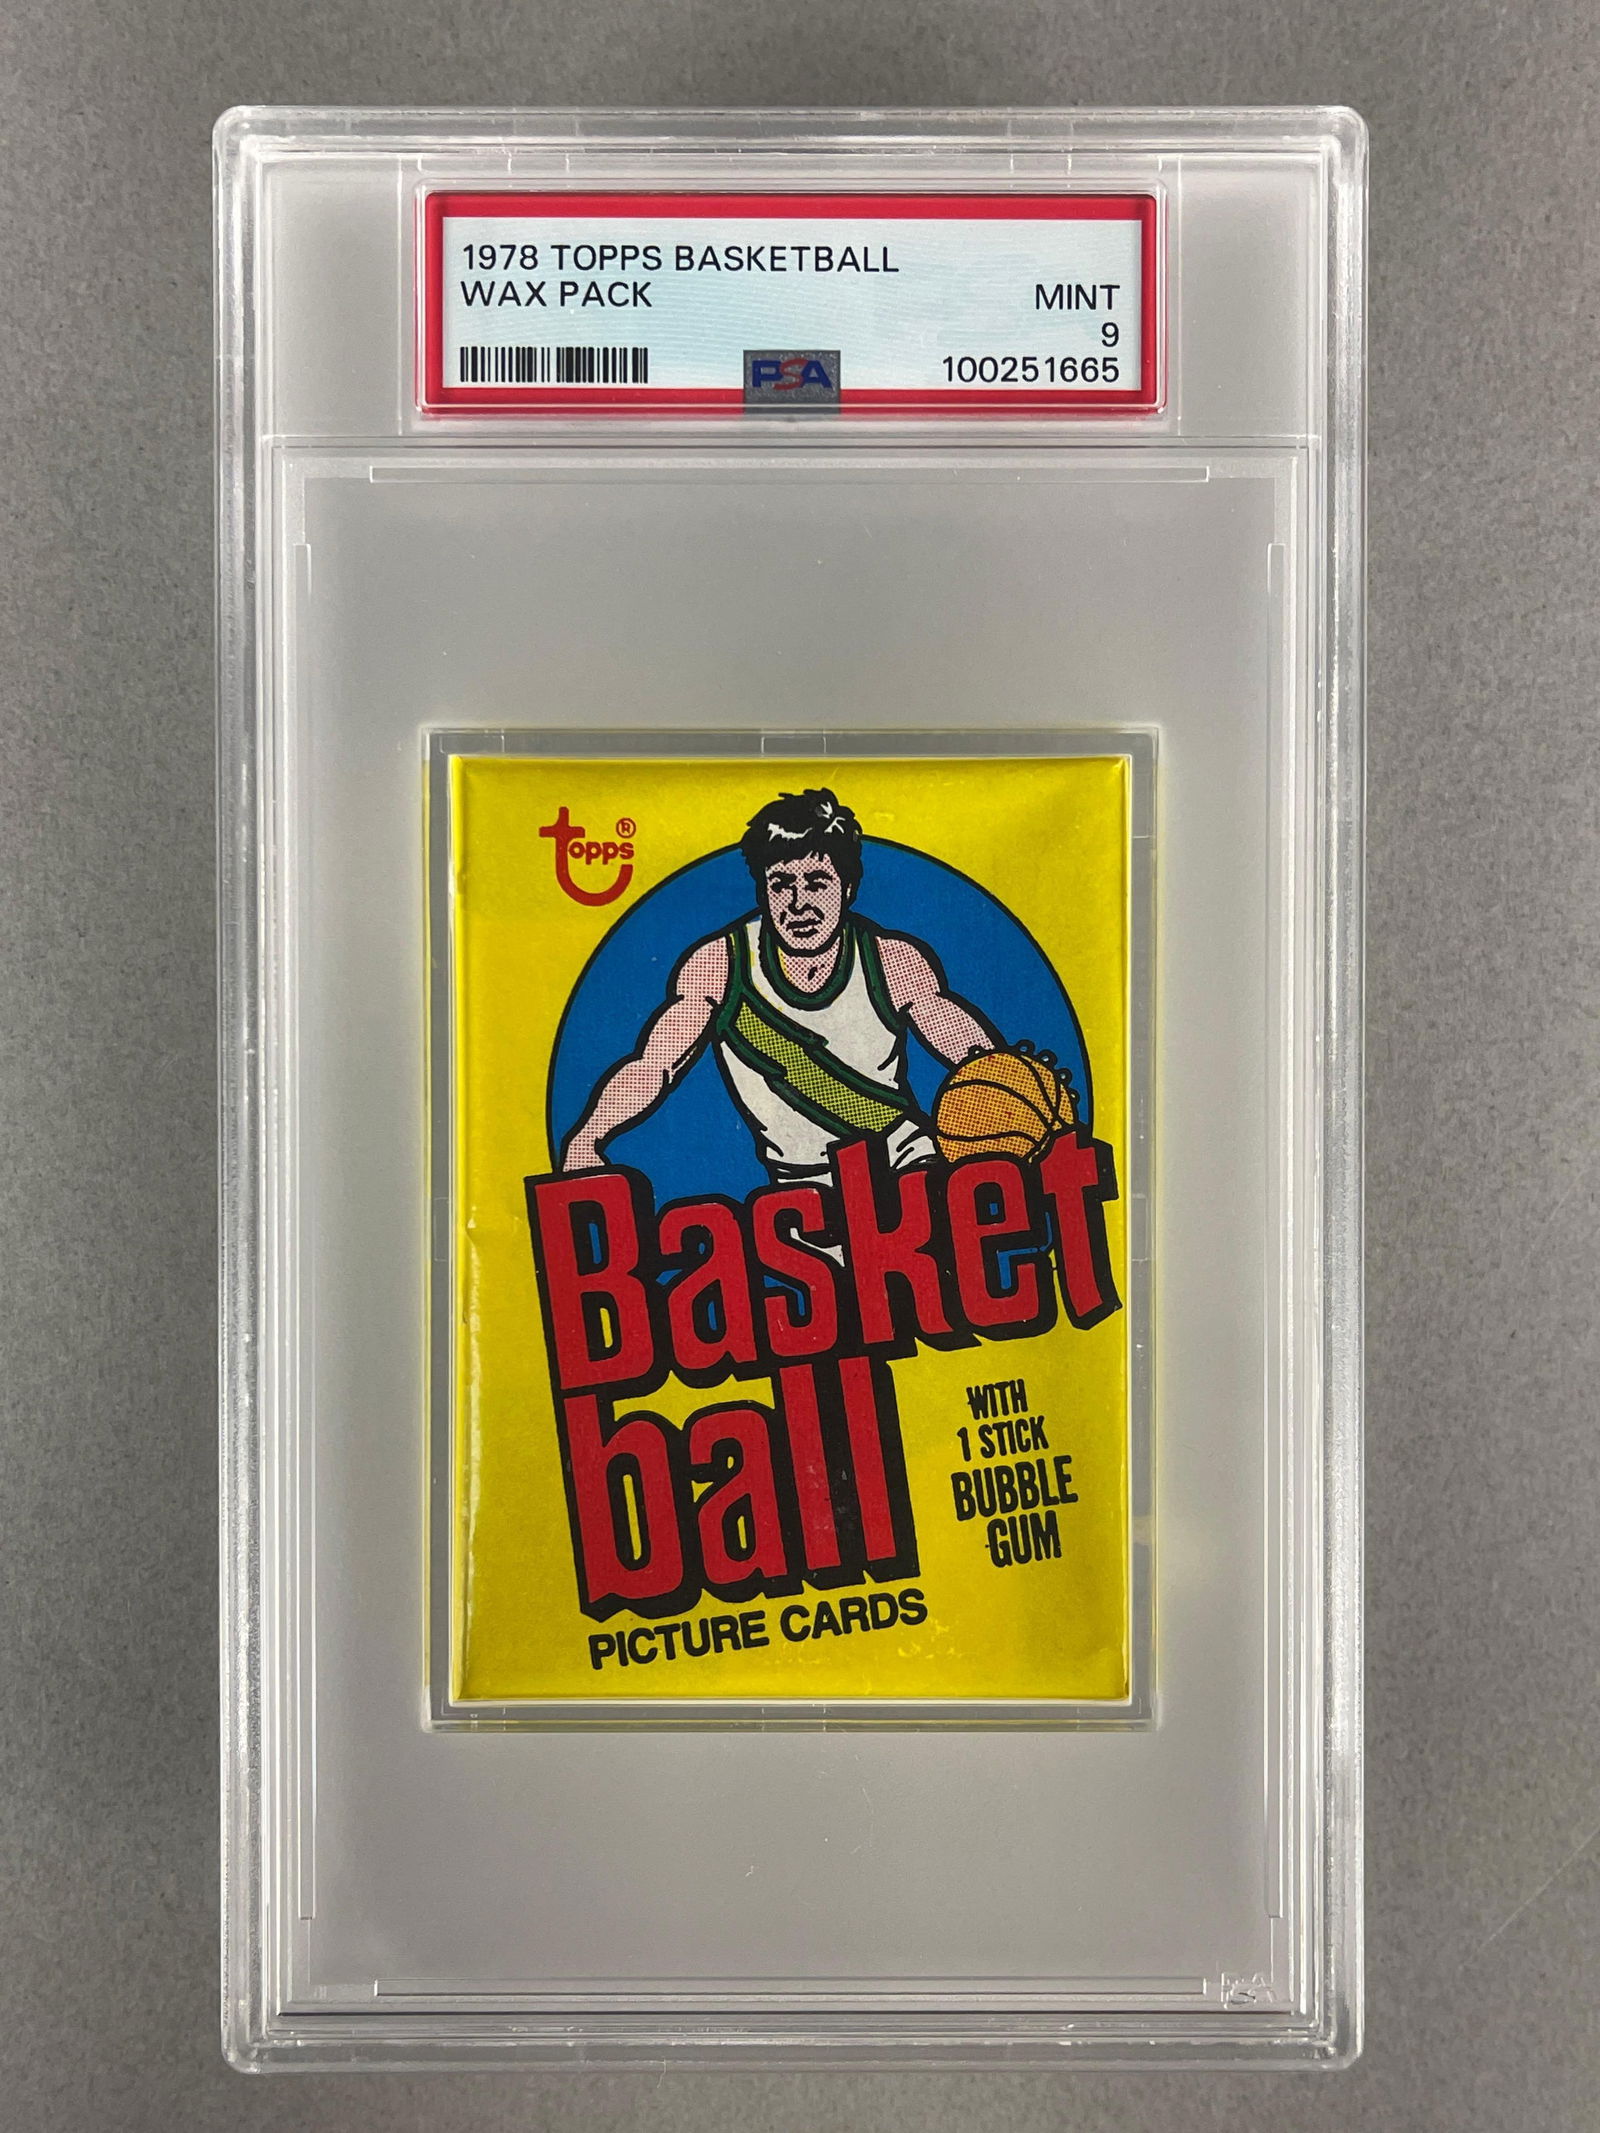 1978 TOPPS BASKETBALL
WAX PACK
MINT
9
PSA
100251665
topps®
Basket
ball
WITH
1 STICK
BUBBLE
GUM
PICTURE CARDS
PSA